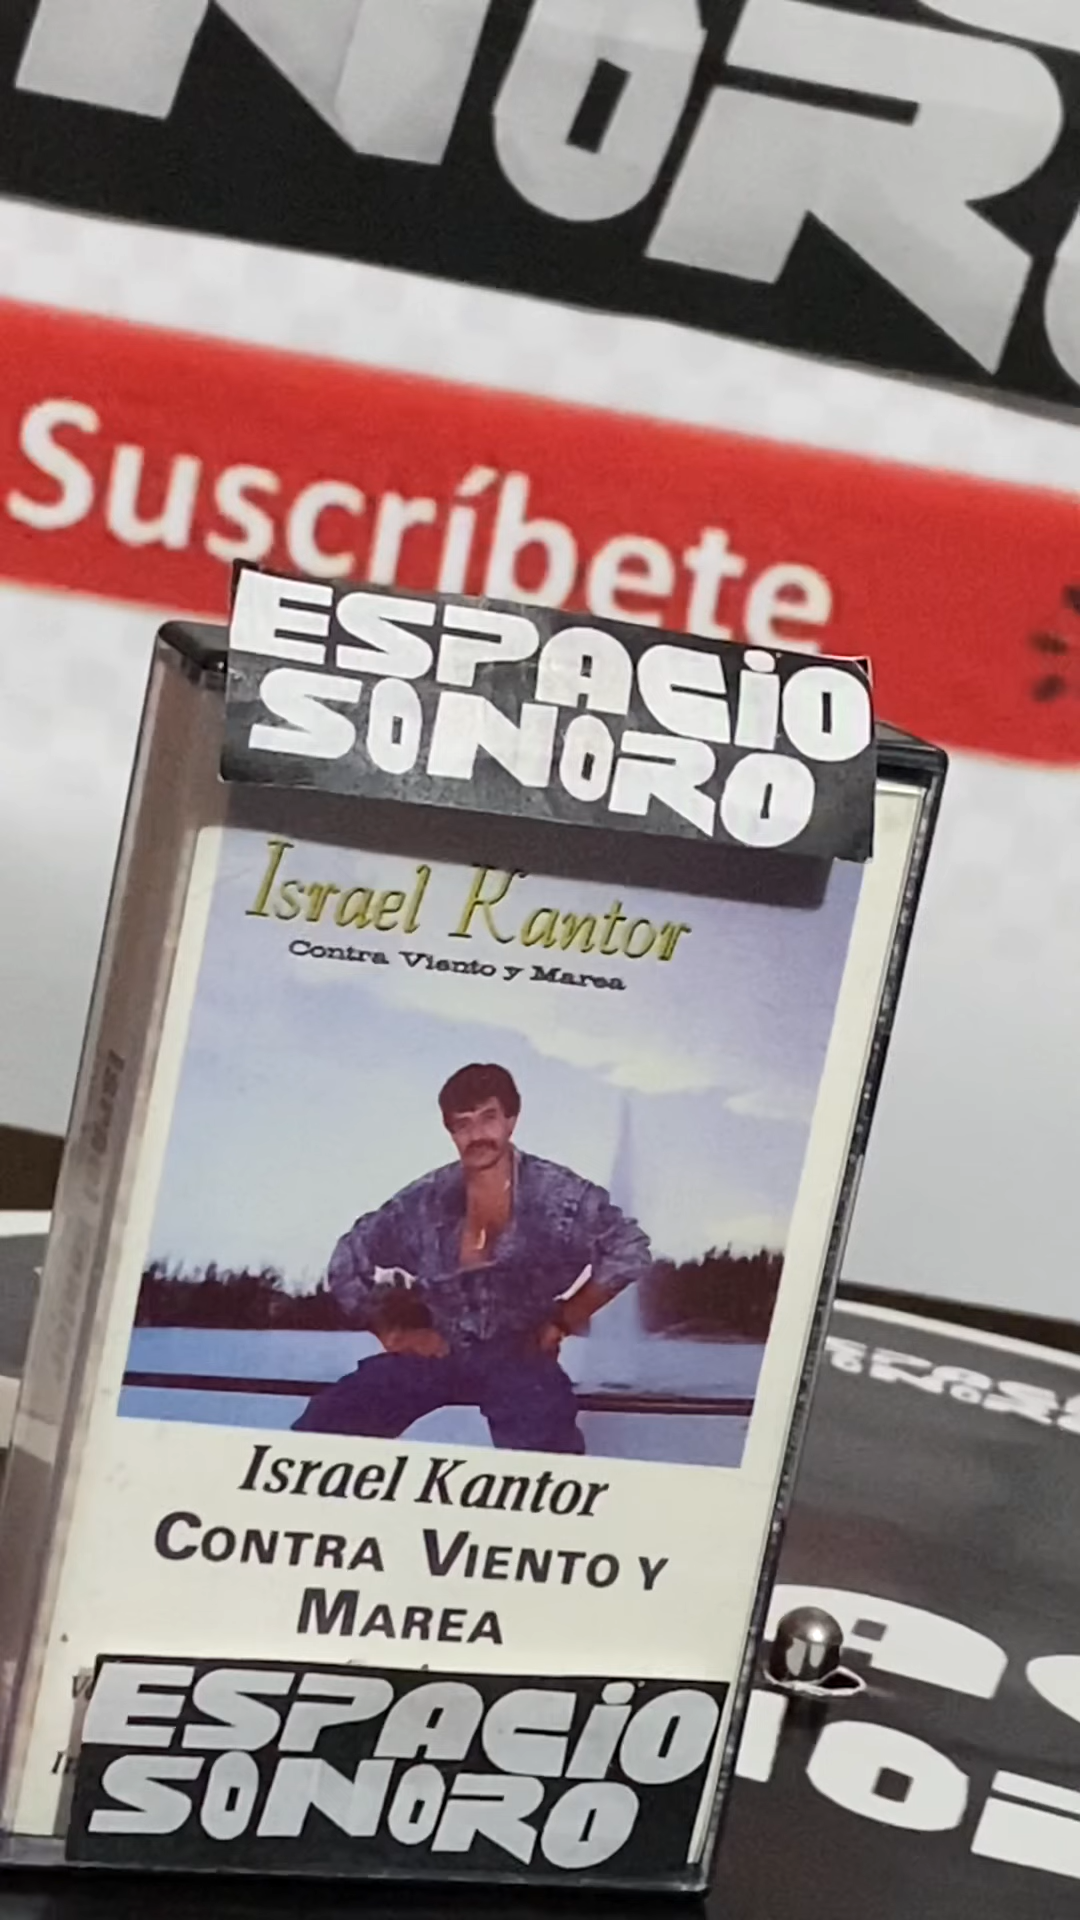 Suscríbete
ESPACIO
SONORO
Israel Kantor
Contra Viento y Marea
Israel Kantor
CONTRA VIENTO Y
MAREA
ESPACIO
SONORO